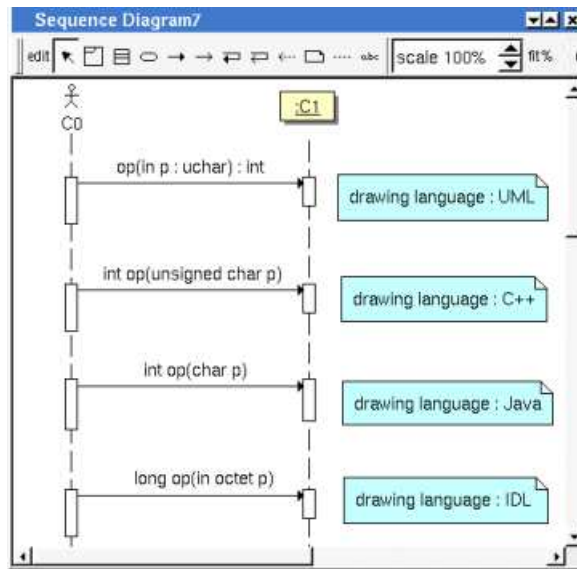 Sequence Diagram7
edit abc scale 100% fit%
C0
:C1
op(in p : uchar) : int
drawing language : UML
int op(unsigned char p)
drawing language : C++
int op(char p)
drawing language : Java
long op(in octet p)
drawing language : IDL